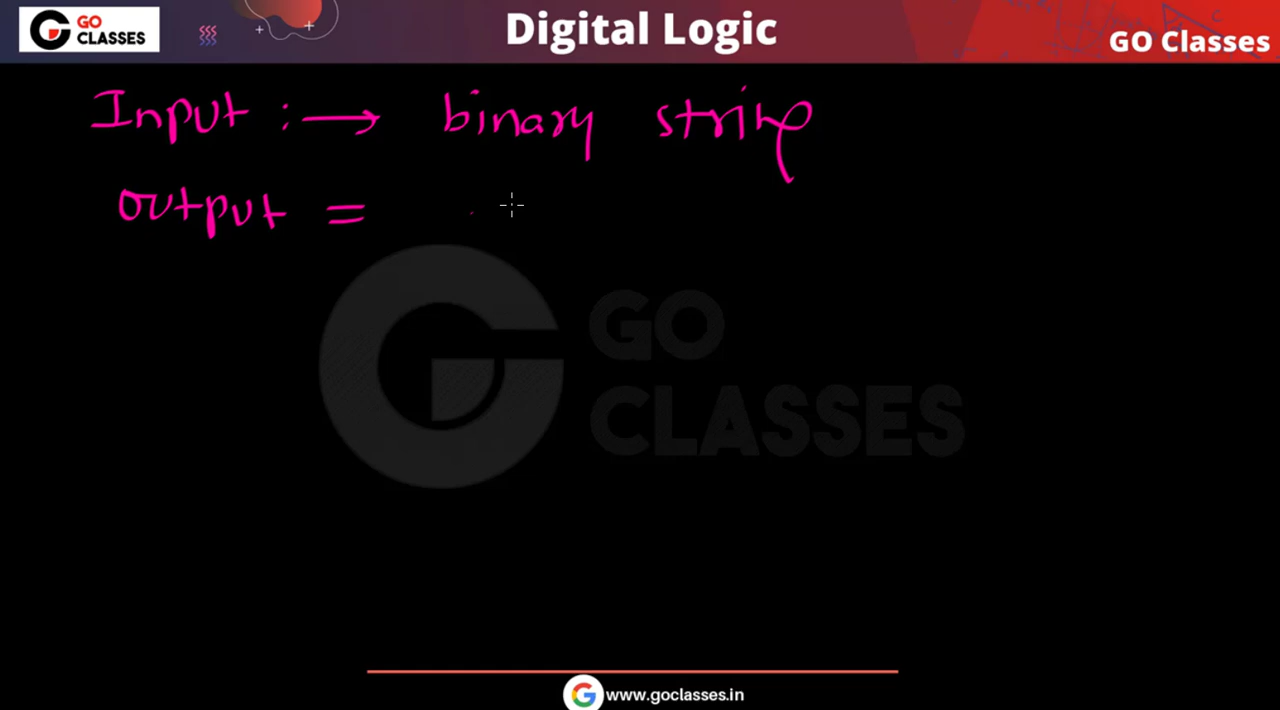 GO
CLASSES
Digital Logic
GO Classes
Input : → binary string
output =
GO
CLASSES
www.goclasses.in